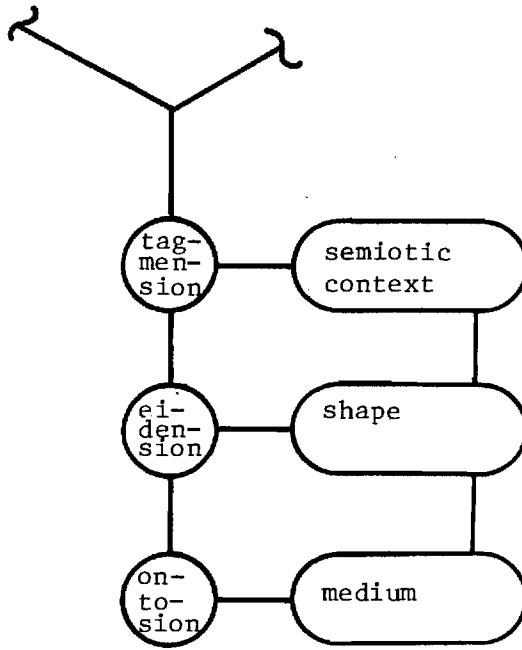 tag-
men-
sion
semiotic
context
ei-
den-
sion
shape
on-
to-
sion
medium